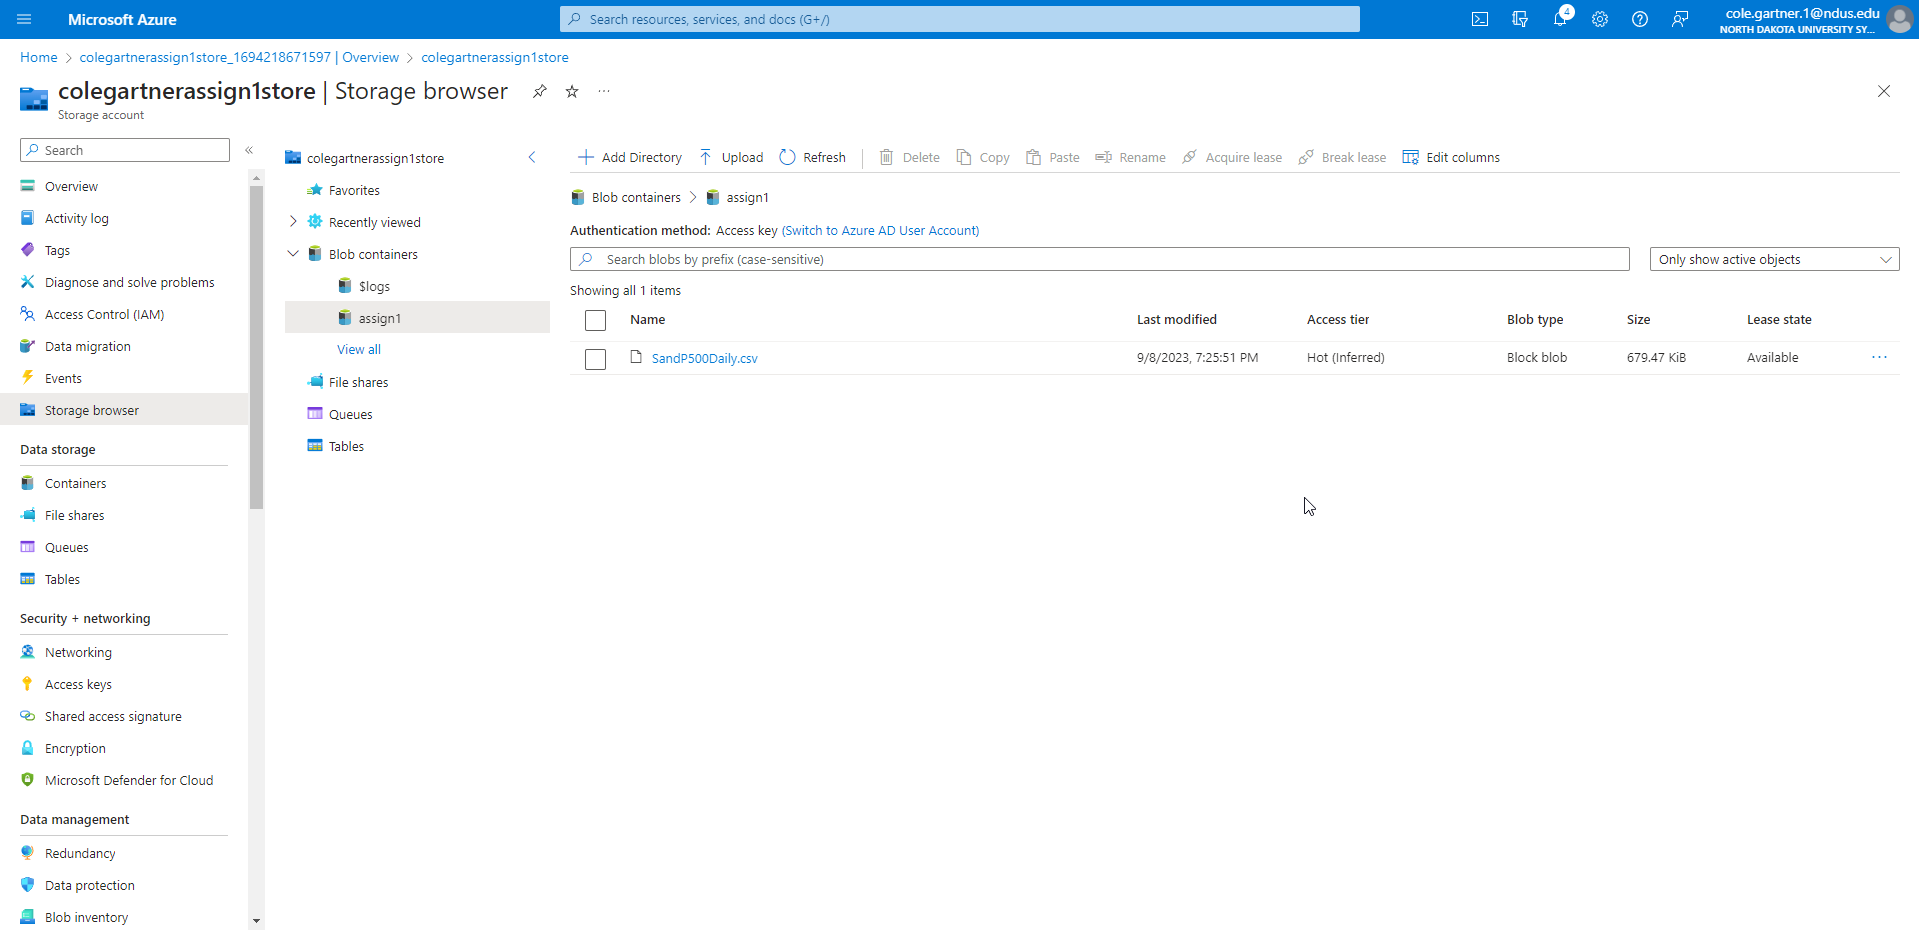 Microsoft Azure
Search resources, services, and docs (G+/)
4
cole.gartner.1@ndus.edu
NORTH DAKOTA UNIVERSITY SY...
Home > colegartnerassign1store_1694218671597 | Overview > colegartnerassign1store
colegartnerassign1store | Storage browser
Storage account
Search
Overview
Activity log
Tags
Diagnose and solve problems
Access Control (IAM)
Data migration
Events
Storage browser
Data storage
Containers
File shares
Queues
Tables
Security + networking
Networking
Access keys
Shared access signature
Encryption
Microsoft Defender for Cloud
Data management
Redundancy
Data protection
Blob inventory
colegartnerassign1store
Favorites
Recently viewed
Blob containers
$logs
assign1
View all
File shares
Queues
Tables
Add Directory Upload Refresh Delete Copy Paste Rename Acquire lease Break lease Edit columns
Blob containers > assign1
Authentication method: Access key (Switch to Azure AD User Account)
Search blobs by prefix (case-sensitive)
Only show active objects
Showing all 1 items
Name Last modified Access tier Blob type Size Lease state
SandP500Daily.csv 9/8/2023, 7:25:51 PM Hot (Inferred) Block blob 679.47 KiB Available ...